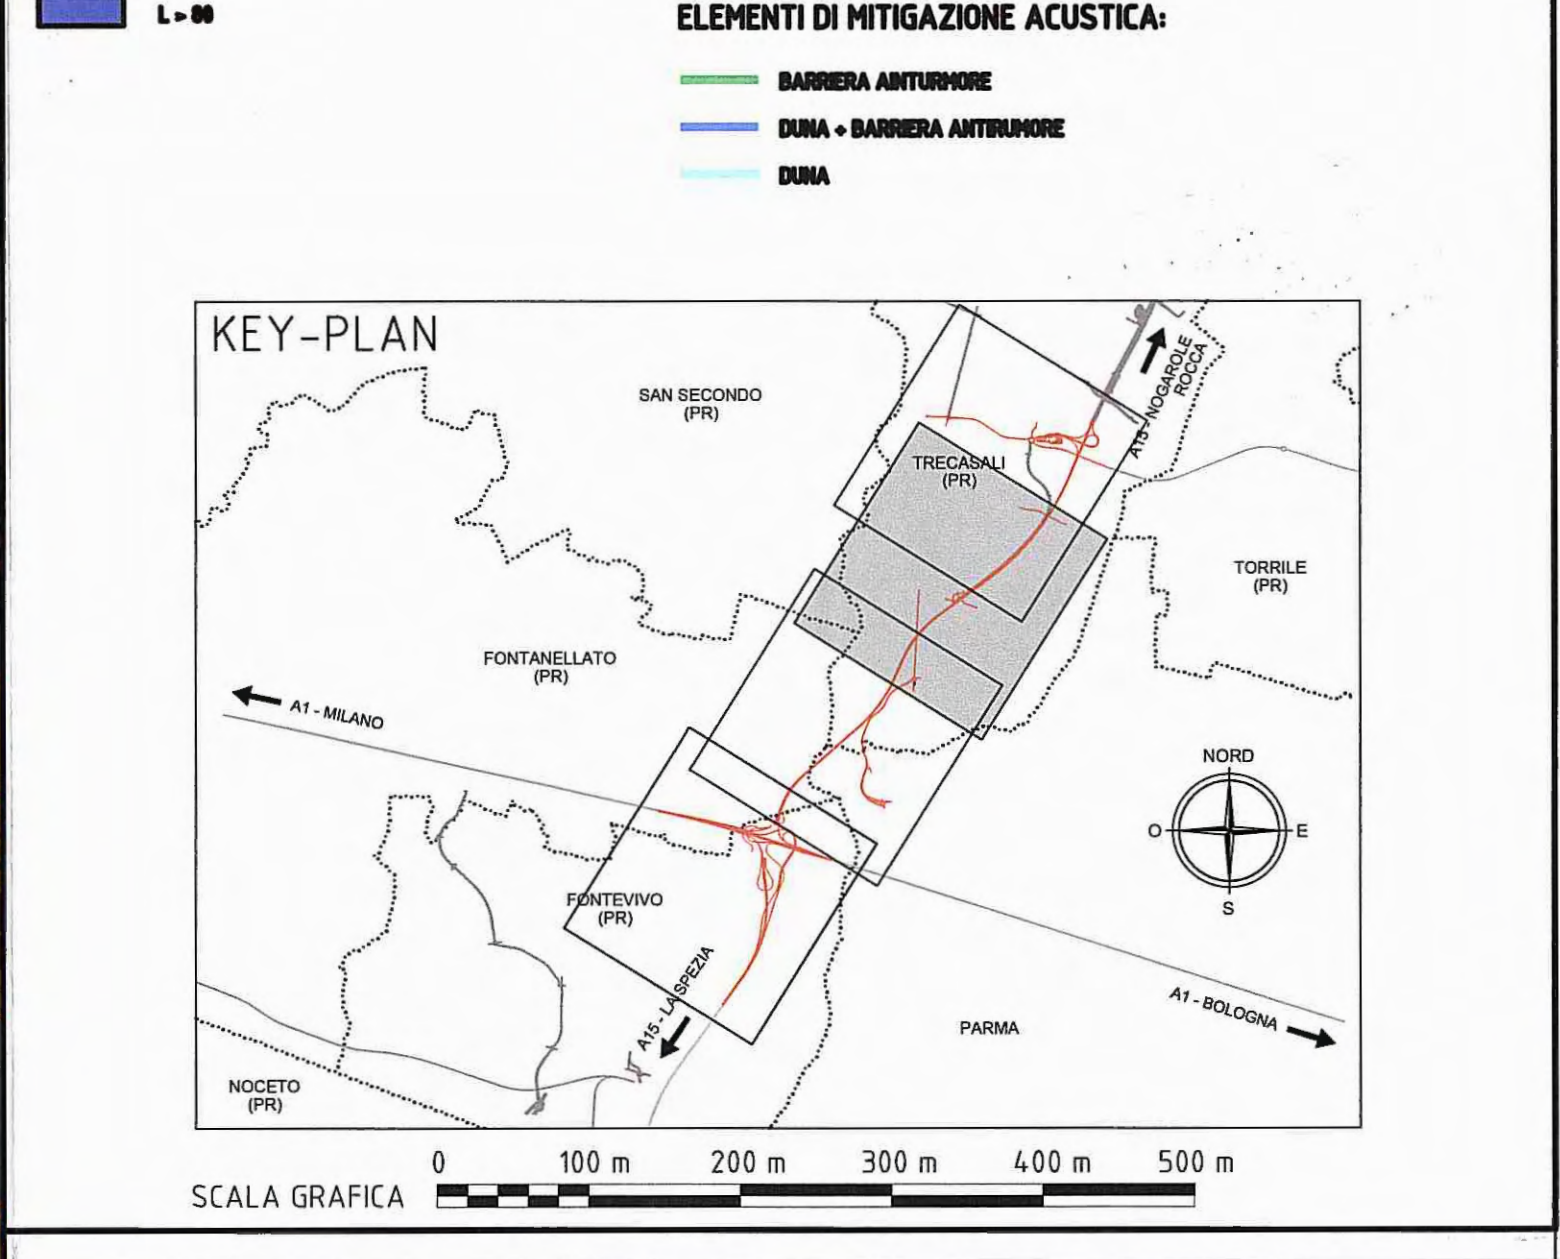 L > 80
ELEMENTI DI MITIGAZIONE ACUSTICA:
BARRIERA AINTURMORE
DUNA + BARRIERA ANTIRUMORE
DUNA
KEY-PLAN
SAN SECONDO
(PR)
A15 - NOGAROLE
ROCCA
TRECASALI
(PR)
TORRILE
(PR)
FONTANELLATO
(PR)
A1 - MILANO
NORD
O
E
S
FONTEVIVO
(PR)
A15 - LA SPEZIA
A1 - BOLOGNA
PARMA
NOCETO
(PR)
0 100 m 200 m 300 m 400 m 500 m
SCALA GRAFICA